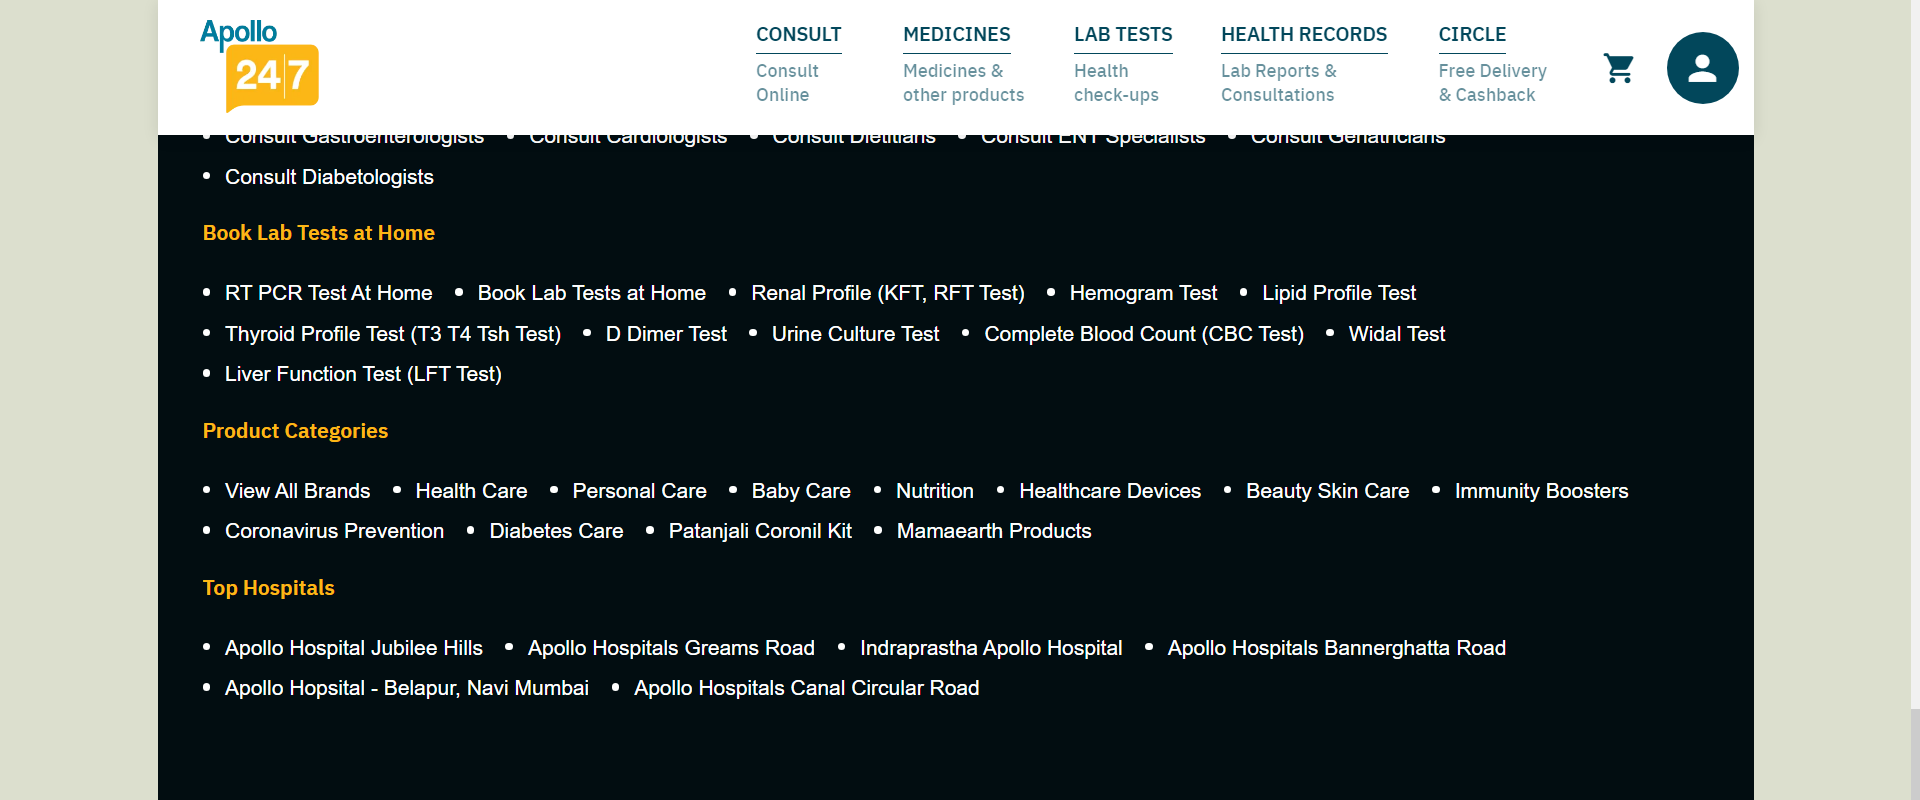 Apollo
24|7
CONSULT
Consult
Online
MEDICINES
Medicines &
other products
LAB TESTS
Health
check-ups
HEALTH RECORDS
Lab Reports &
Consultations
CIRCLE
Free Delivery
& Cashback
• Consult Gastroenterologists • Consult Cardiologists • Consult Dietitians • Consult ENT Specialists • Consult Geriatricians
• Consult Diabetologists
Book Lab Tests at Home
• RT PCR Test At Home • Book Lab Tests at Home • Renal Profile (KFT, RFT Test) • Hemogram Test • Lipid Profile Test
• Thyroid Profile Test (T3 T4 Tsh Test) • D Dimer Test • Urine Culture Test • Complete Blood Count (CBC Test) • Widal Test
• Liver Function Test (LFT Test)
Product Categories
• View All Brands • Health Care • Personal Care • Baby Care • Nutrition • Healthcare Devices • Beauty Skin Care • Immunity Boosters
• Coronavirus Prevention • Diabetes Care • Patanjali Coronil Kit • Mamaearth Products
Top Hospitals
• Apollo Hospital Jubilee Hills • Apollo Hospitals Greams Road • Indraprastha Apollo Hospital • Apollo Hospitals Bannerghatta Road
• Apollo Hopsital - Belapur, Navi Mumbai • Apollo Hospitals Canal Circular Road